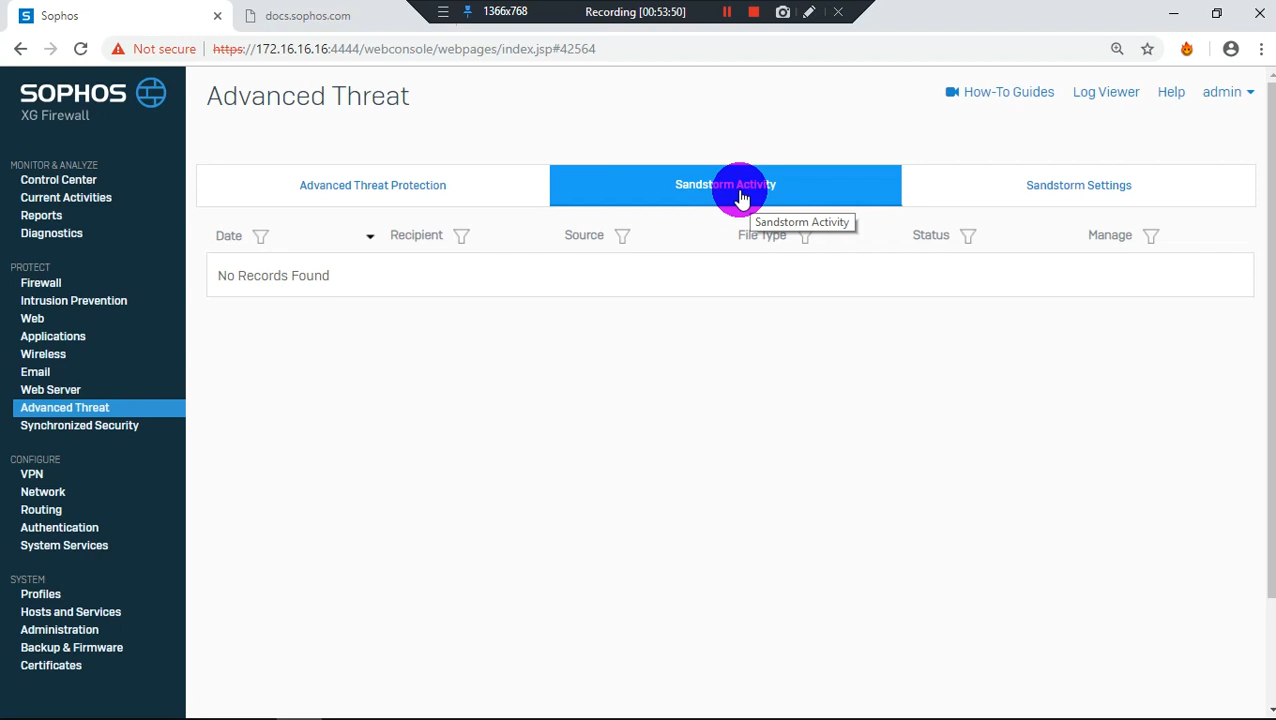 Sophos
docs.sophos.com
1366x768
Recording [00:53:50]
Not secure
https://172.16.16.16:4444/webconsole/webpages/index.jsp#42564
SOPHOS
XG Firewall
Advanced Threat
How-To Guides
Log Viewer
Help
admin
MONITOR & ANALYZE
Control Center
Current Activities
Reports
Diagnostics
PROTECT
Firewall
Intrusion Prevention
Web
Applications
Wireless
Email
Web Server
Advanced Threat
Synchronized Security
CONFIGURE
VPN
Network
Routing
Authentication
System Services
SYSTEM
Profiles
Hosts and Services
Administration
Backup & Firmware
Certificates
Advanced Threat Protection
Sandstorm Activity
Sandstorm Settings
Sandstorm Activity
Date
Recipient
Source
File Type
Status
Manage
No Records Found